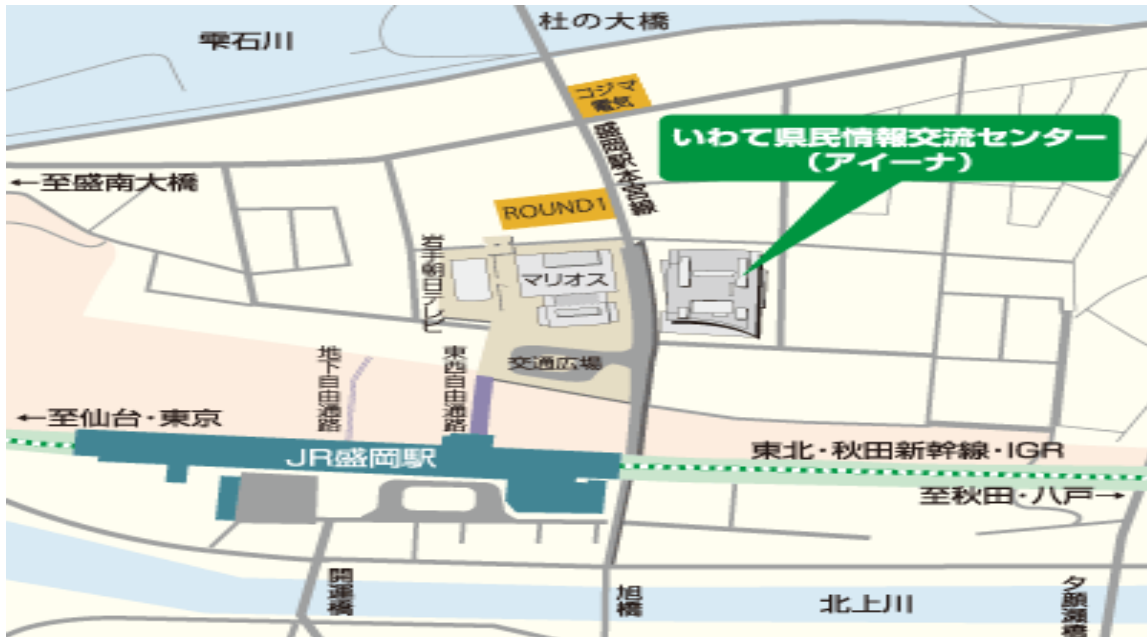 雫石川
杜の大橋
コジマ
電気
盛岡駅本宮線
いわて県民情報交流センター
(アイーナ)
←至盛南大橋
ROUND1
岩手朝日テレビ
マリオス
交通広場
地下自由通路
東西自由通路
←至仙台・東京
JR盛岡駅
東北・秋田新幹線・IGR
至秋田・八戸→
開運橋
旭橋
北上川
夕顔瀬橋